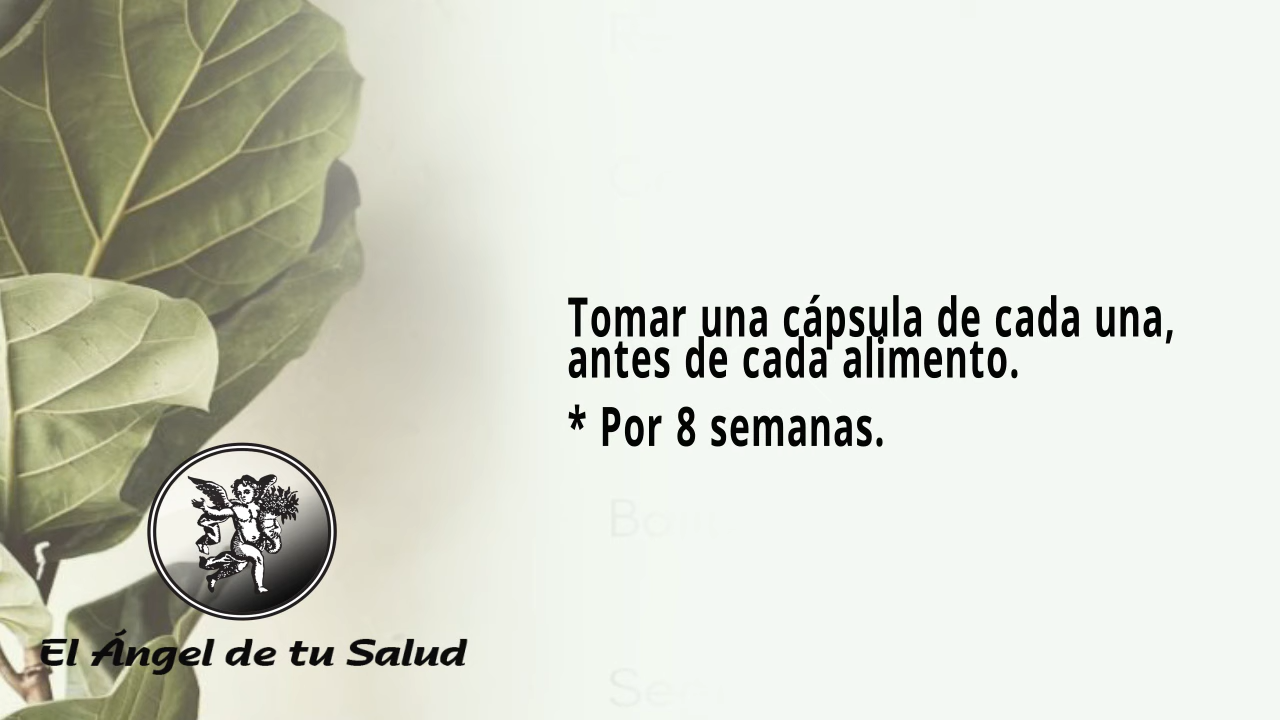 Tomar una cápsula de cada una,
antes de cada alimento.
* Por 8 semanas.
El Ángel de tu Salud